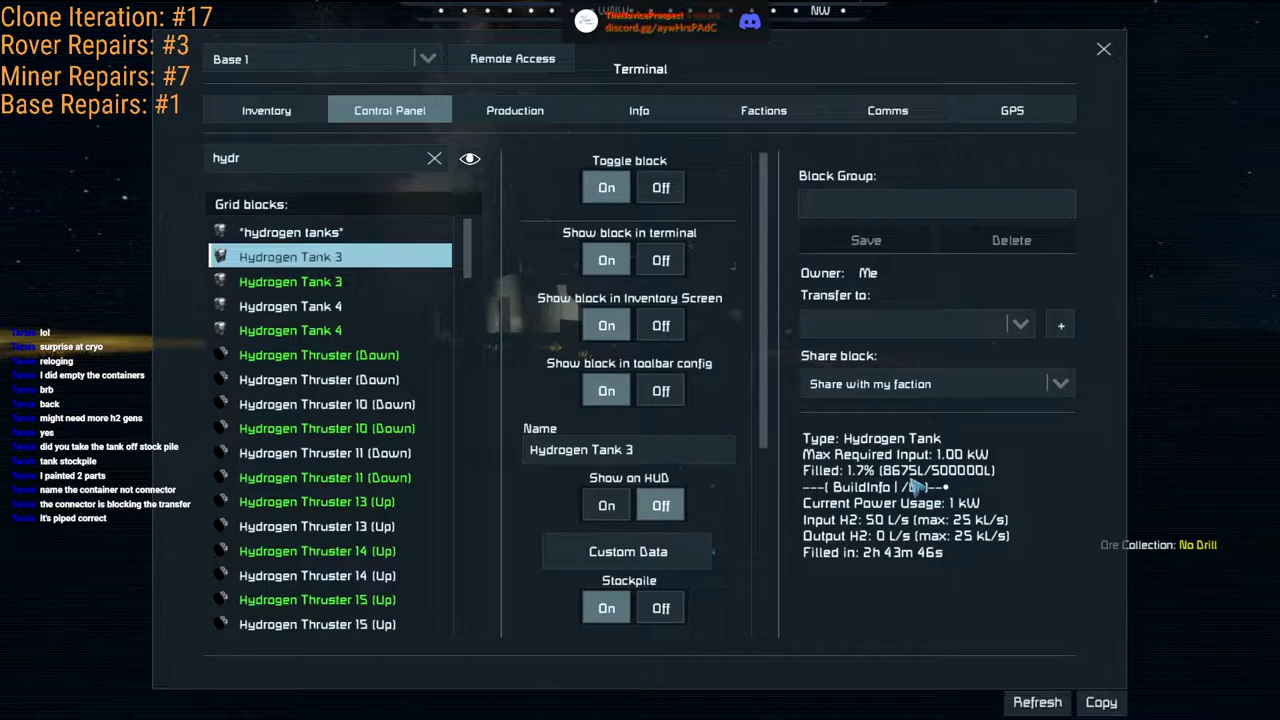 Clone Iteration: #17
Rover Repairs: #3
Miner Repairs: #7
Base Repairs: #1
NW
TheNoviceProspect
discord.gg/aywHrsPAdC
Base 1
Remote Access
Terminal
Inventory
Control Panel
Production
Info
Factions
Comms
GPS
hydr
Grid blocks:
*hydrogen tanks*
Hydrogen Tank 3
Hydrogen Tank 3
Hydrogen Tank 4
Hydrogen Tank 4
Hydrogen Thruster (Down)
Hydrogen Thruster (Down)
Hydrogen Thruster 10 (Down)
Hydrogen Thruster 10 (Down)
Hydrogen Thruster 11 (Down)
Hydrogen Thruster 11 (Down)
Hydrogen Thruster 13 (Up)
Hydrogen Thruster 13 (Up)
Hydrogen Thruster 14 (Up)
Hydrogen Thruster 14 (Up)
Hydrogen Thruster 15 (Up)
Hydrogen Thruster 15 (Up)
Toggle block
On Off
Show block in terminal
On Off
Show block in Inventory Screen
On Off
Show block in toolbar config
On Off
Name
Hydrogen Tank 3
Show on HUD
On Off
Custom Data
Stockpile
On Off
Block Group:
Save
Delete
Owner: Me
Transfer to:
+
Share block:
Share with my faction
Type: Hydrogen Tank
Max Required Input: 1.00 kW
Filled: 1.7% (8675L/500000L)
---( BuildInfo | /
Current Power Usage: 1 kW
Input H2: 50 L/s (max: 25 kL/s)
Output H2: 0 L/s (max: 25 kL/s)
Filled in: 2h 43m 46s
Ore Collection: No Drill
lol
surprise at cryo
reloging
I did empty the containers
brb
back
might need more h2 gens
yes
did you take the tank off stock pile
tank stockpile
I painted 2 parts
name the container not connector
the connector is blocking the transfer
it's piped correct
Refresh
Copy